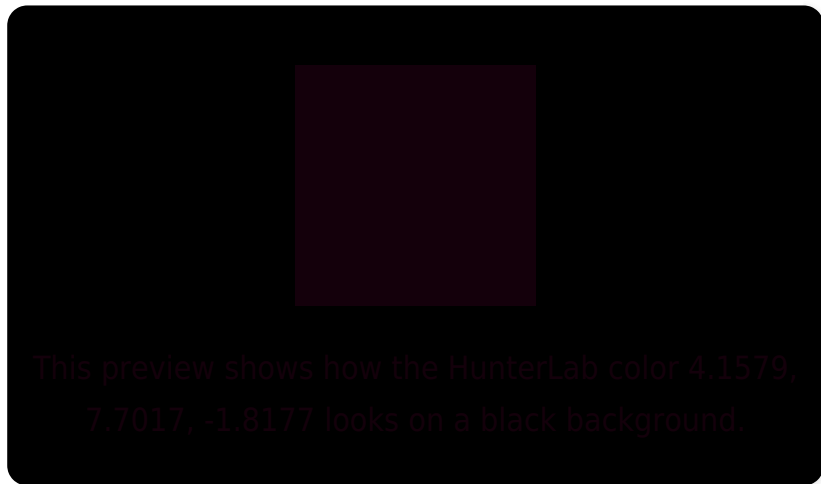 This preview shows how the HunterLab color 4.1579,
7.7017, -1.8177 looks on a black background.